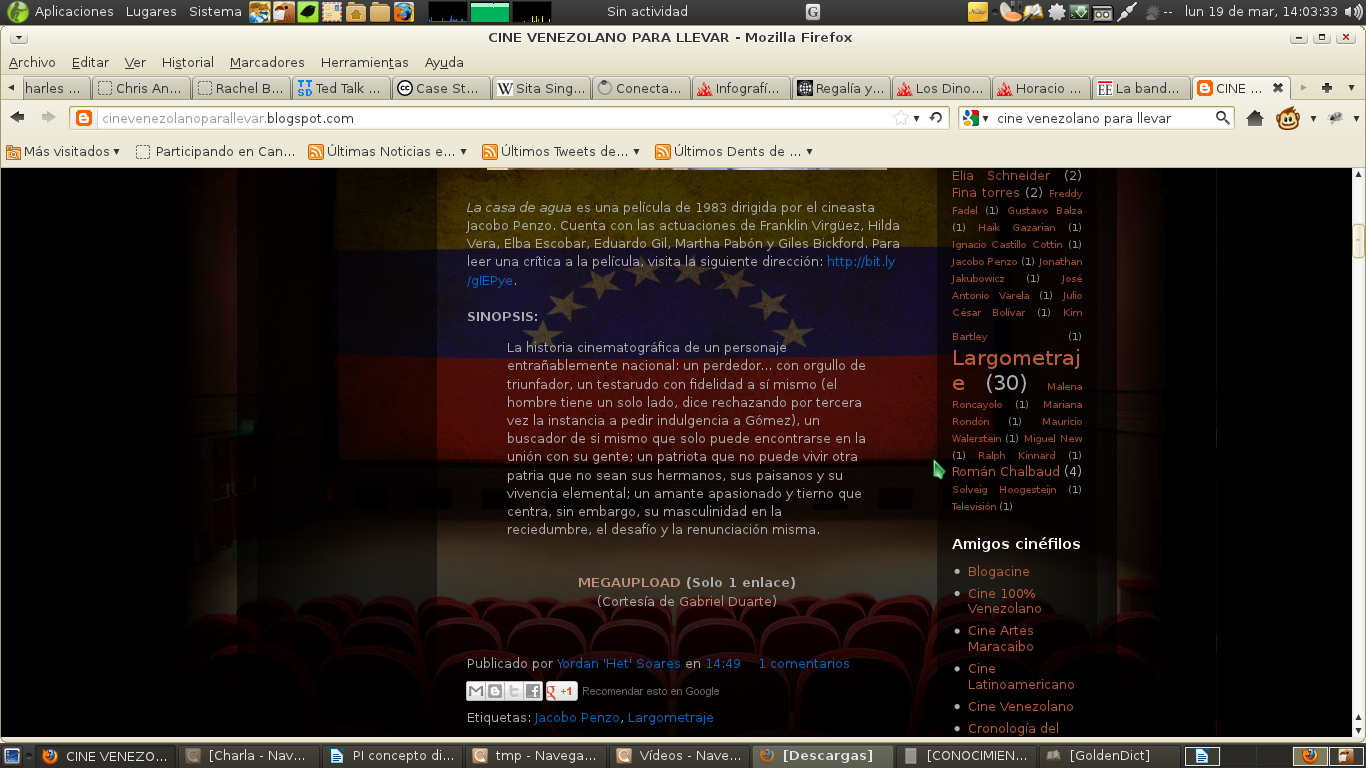 Aplicaciones Lugares Sistema Sin actividad G -- lun 19 de mar, 14:03:33
CINE VENEZOLANO PARA LLEVAR - Mozilla Firefox
Archivo Editar Ver Historial Marcadores Herramientas Ayuda
harles ... Chris An... Rachel B... Ted Talk ... Case St... Sita Sing... Conecta... Infografí... Regalía y... Los Dino... Horacio ... La band... CINE ...
cinevenezolanoparallevar.blogspot.com cine venezolano para llevar
Más visitados Participando en Can... Últimas Noticias e... Últimos Tweets de... Últimos Dents de ...
La casa de agua es una película de 1983 dirigida por el cineasta
Jacobo Penzo. Cuenta con las actuaciones de Franklin Virgüez, Hilda
Vera, Elba Escobar, Eduardo Gil, Martha Pabón y Giles Bickford. Para
leer una crítica a la película, visita la siguiente dirección: http://bit.ly
/gIEPye.
SINOPSIS:
La historia cinematográfica de un personaje
entrañablemente nacional: un perdedor... con orgullo de
triunfador, un testarudo con fidelidad a sí mismo (el
hombre tiene un solo lado, dice rechazando por tercera
vez la instancia a pedir indulgencia a Gómez), un
buscador de si mismo que solo puede encontrarse en la
unión con su gente; un patriota que no puede vivir otra
patria que no sean sus hermanos, sus paisanos y su
vivencia elemental; un amante apasionado y tierno que
centra, sin embargo, su masculinidad en la
reciedumbre, el desafío y la renunciación misma.
MEGAUPLOAD (Solo 1 enlace)
(Cortesía de Gabriel Duarte)
Publicado por Yordan 'Het' Soares en 14:49 1 comentarios
+1 Recomendar esto en Google
Etiquetas: Jacobo Penzo, Largometraje
Elia Schneider (2)
Fina torres (2) Freddy
Fadel (1) Gustavo Balza
(1) Haik Gazarian (1)
Ignacio Castillo Cottin (1)
Jacobo Penzo (1) Jonathan
Jakubowicz (1) José
Antonio Varela (1) Julio
César Bolívar (1) Kim
Bartley (1)
Largometraj
e (30) Malena
Roncayolo (1) Mariana
Rondón (1) Mauricio
Walerstein (1) Miguel New
(1) Ralph Kinnard (1)
Román Chalbaud (4)
Solveig Hoogesteijn (1)
Televisión (1)
Amigos cinéfilos
Blogacine
Cine 100%
Venezolano
Cine Artes
Maracaibo
Cine
Latinoamericano
Cine Venezolano
Cronología del
CINE VENEZO... [Charla - Nav... PI concepto di... tmp - Navega... Vídeos - Nave... [Descargas] [CONOCIMIEN... [GoldenDict]